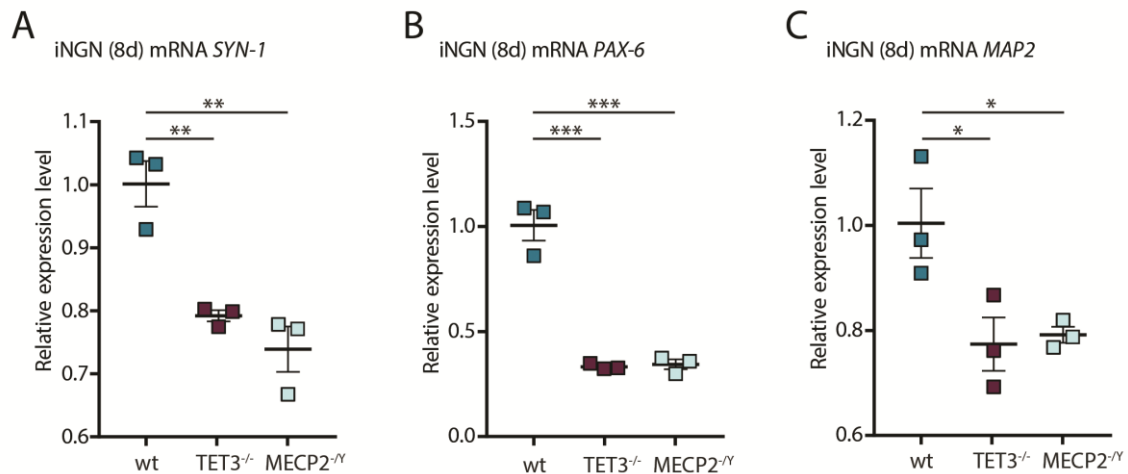 A
iNGN (8d) mRNA SYN-1
**
**
Relative expression level
1.1
1.0
0.9
0.8
0.7
0.6
wt
TET3-/-
MECP2-/Y
B
iNGN (8d) mRNA PAX-6
***
***
Relative expression level
1.5
1.0
0.5
0.0
wt
TET3-/-
MECP2-/Y
C
iNGN (8d) mRNA MAP2
*
*
Relative expression level
1.2
1.0
0.8
0.6
wt
TET3-/-
MECP2-/Y